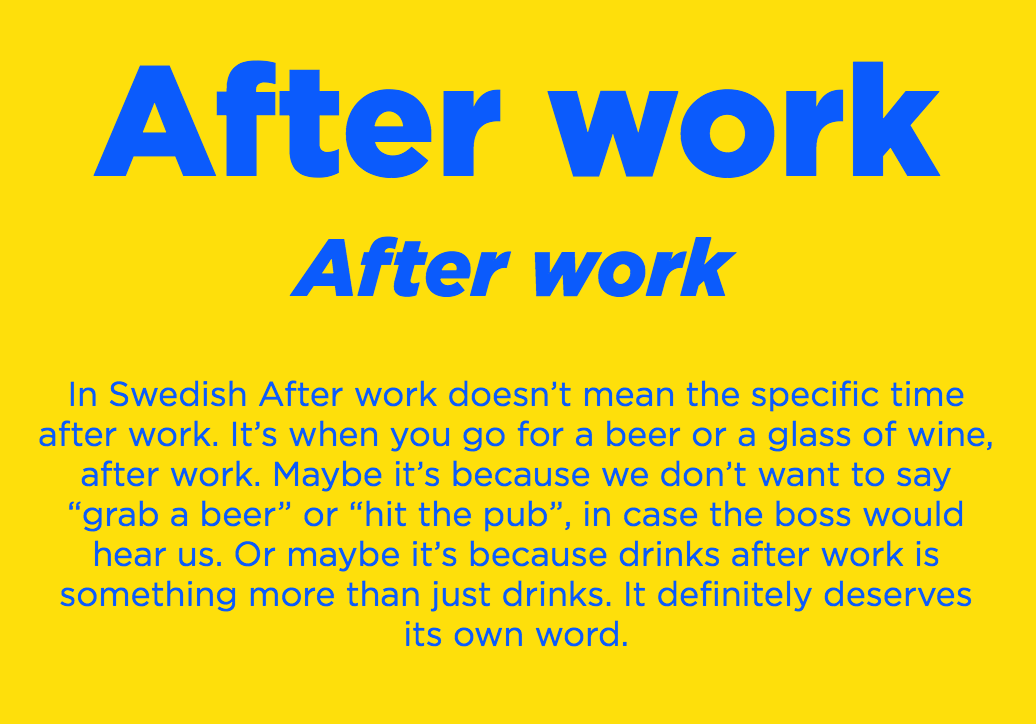 After work
After work
In Swedish After work doesn’t mean the specific time
after work. It’s when you go for a beer or a glass of wine,
after work. Maybe it’s because we don’t want to say
“grab a beer” or “hit the pub”, in case the boss would
hear us. Or maybe it’s because drinks after work is
something more than just drinks. It definitely deserves
its own word.